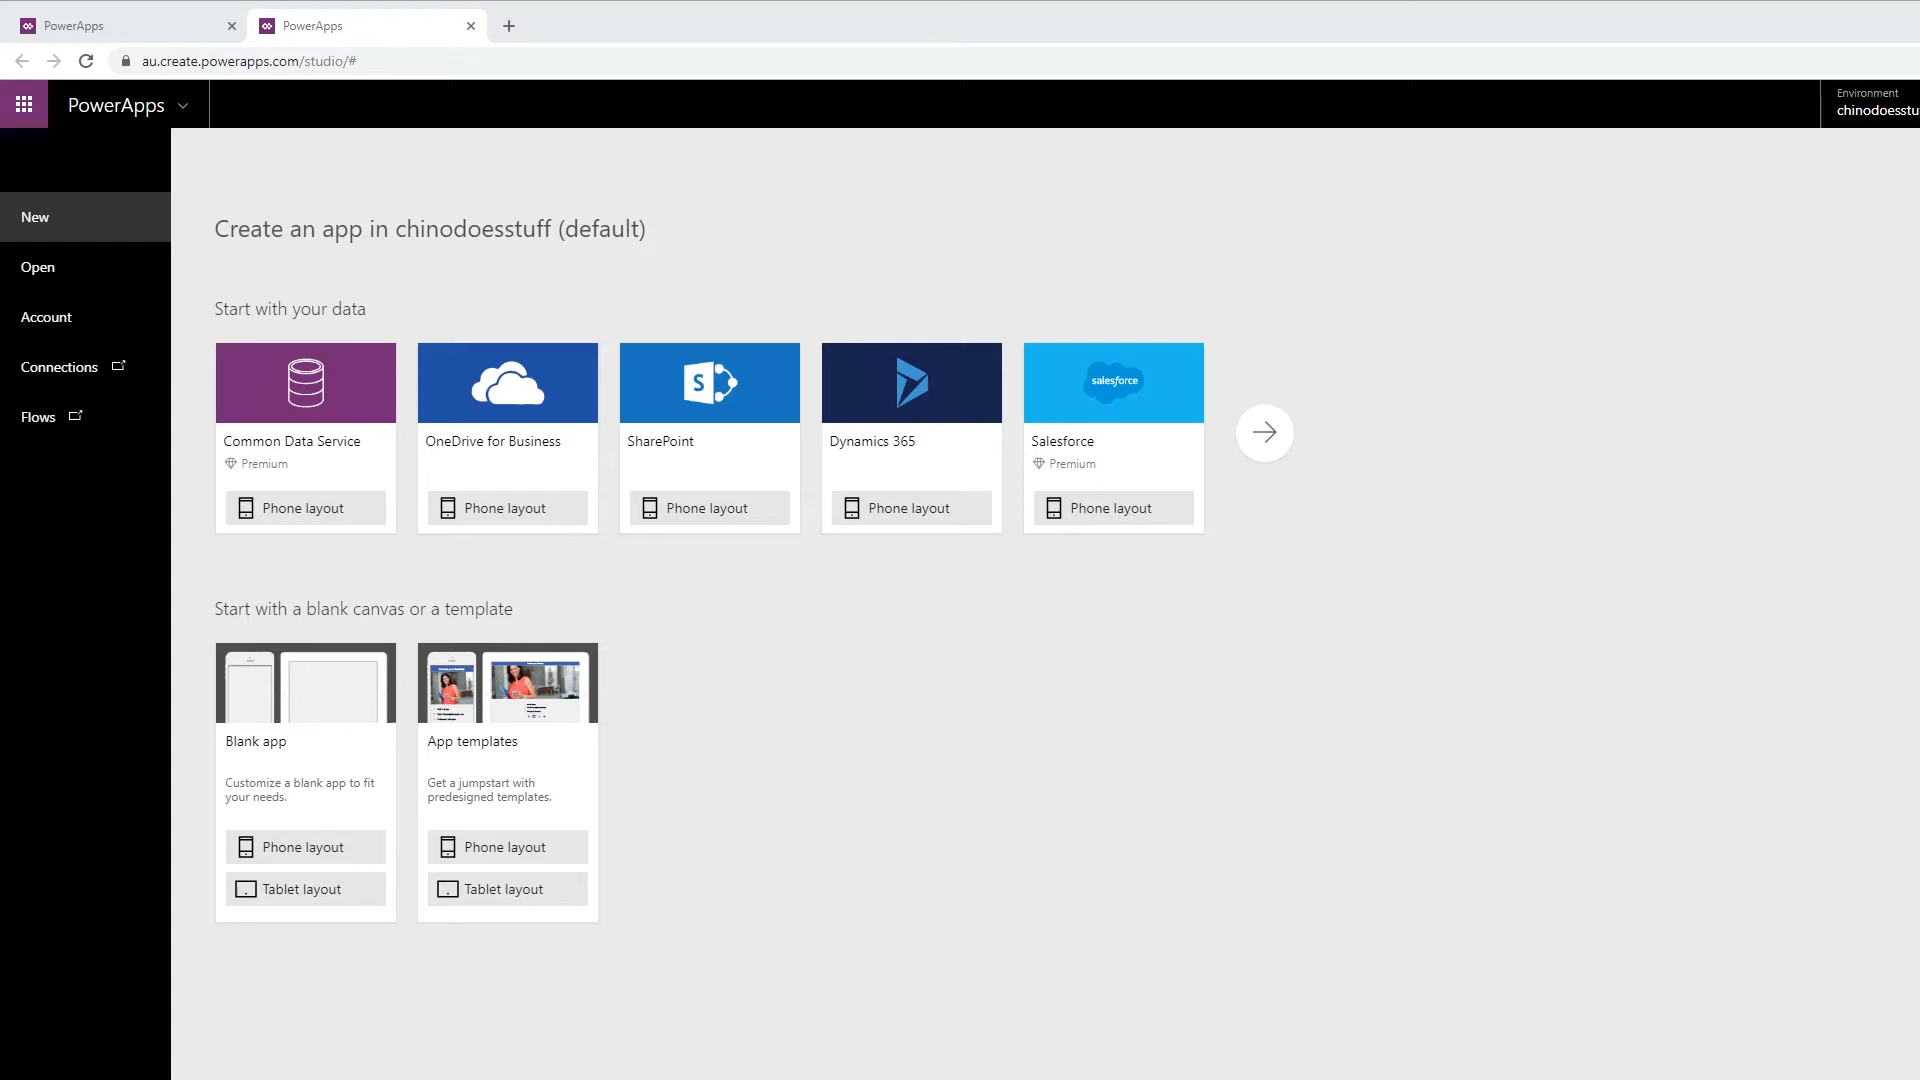 PowerApps
PowerApps
au.create.powerapps.com/studio/#
PowerApps
Environment
chinodoesstu
New
Open
Account
Connections
Flows
Create an app in chinodoesstuff (default)
Start with your data
salesforce
S
Common Data Service
Premium
Phone layout
OneDrive for Business
Phone layout
SharePoint
Phone layout
Dynamics 365
Phone layout
Salesforce
Premium
Phone layout
Start with a blank canvas or a template
Blank app
Customize a blank app to fit
your needs.
Phone layout
Tablet layout
App templates
Get a jumpstart with
predesigned templates.
Phone layout
Tablet layout